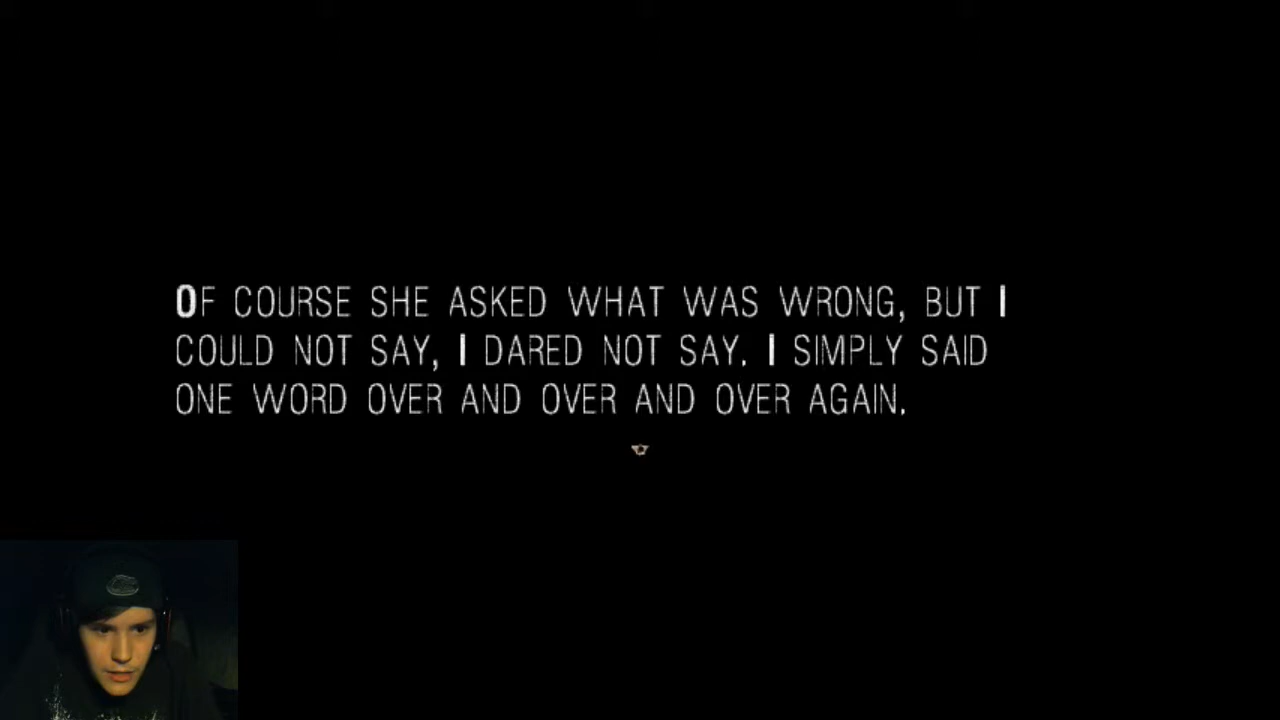 OF COURSE SHE ASKED WHAT WAS WRONG, BUT I
COULD NOT SAY, I DARED NOT SAY. I SIMPLY SAID
ONE WORD OVER AND OVER AND OVER AGAIN.